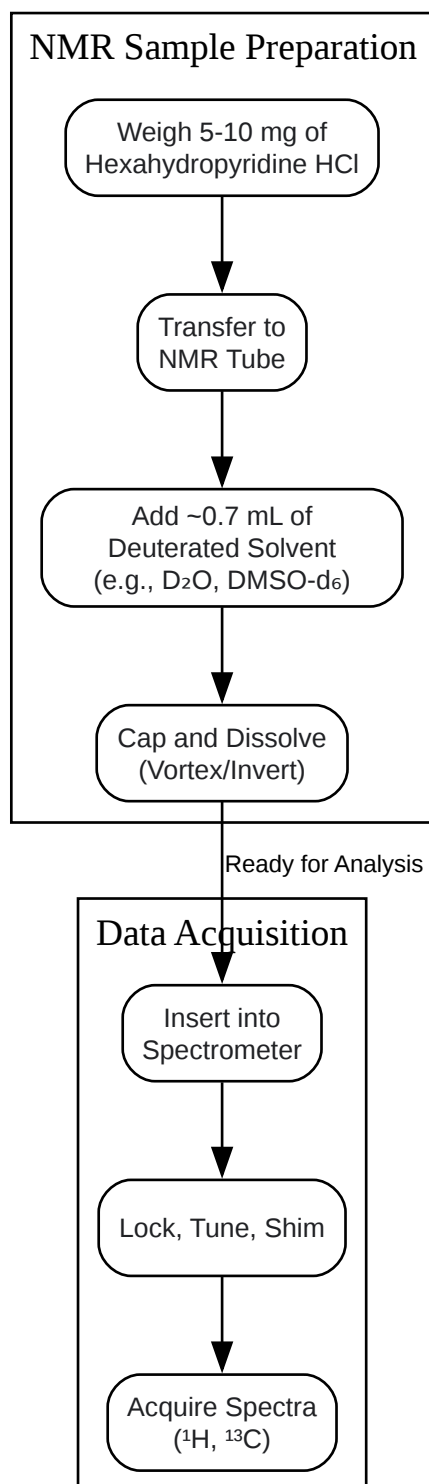 NMR Sample Preparation
Weigh 5-10 mg of
Hexahydropyridine HCl
Transfer to
NMR Tube
Add ~0.7 mL of
Deuterated Solvent
(e.g., D₂O, DMSO-d₆)
Cap and Dissolve
(Vortex/Invert)
Ready for Analysis
Data Acquisition
Insert into
Spectrometer
Lock, Tune, Shim
Acquire Spectra
(¹H, ¹³C)